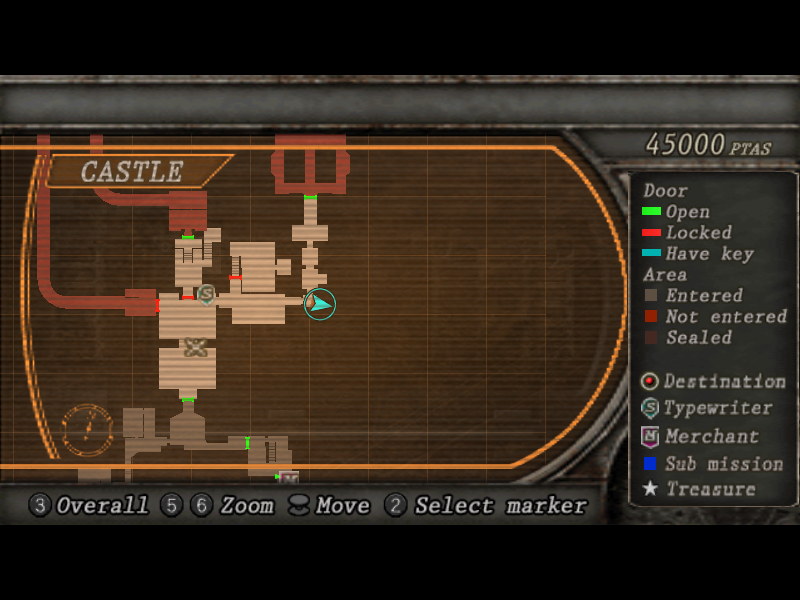 45000 PTAS
CASTLE
Door
Open
Locked
Have key
Area
Entered
Not entered
Sealed
S
Destination
S Typewriter
M Merchant
Sub mission
Treasure
M
3 Overall 5 6 Zoom Move 2 Select marker